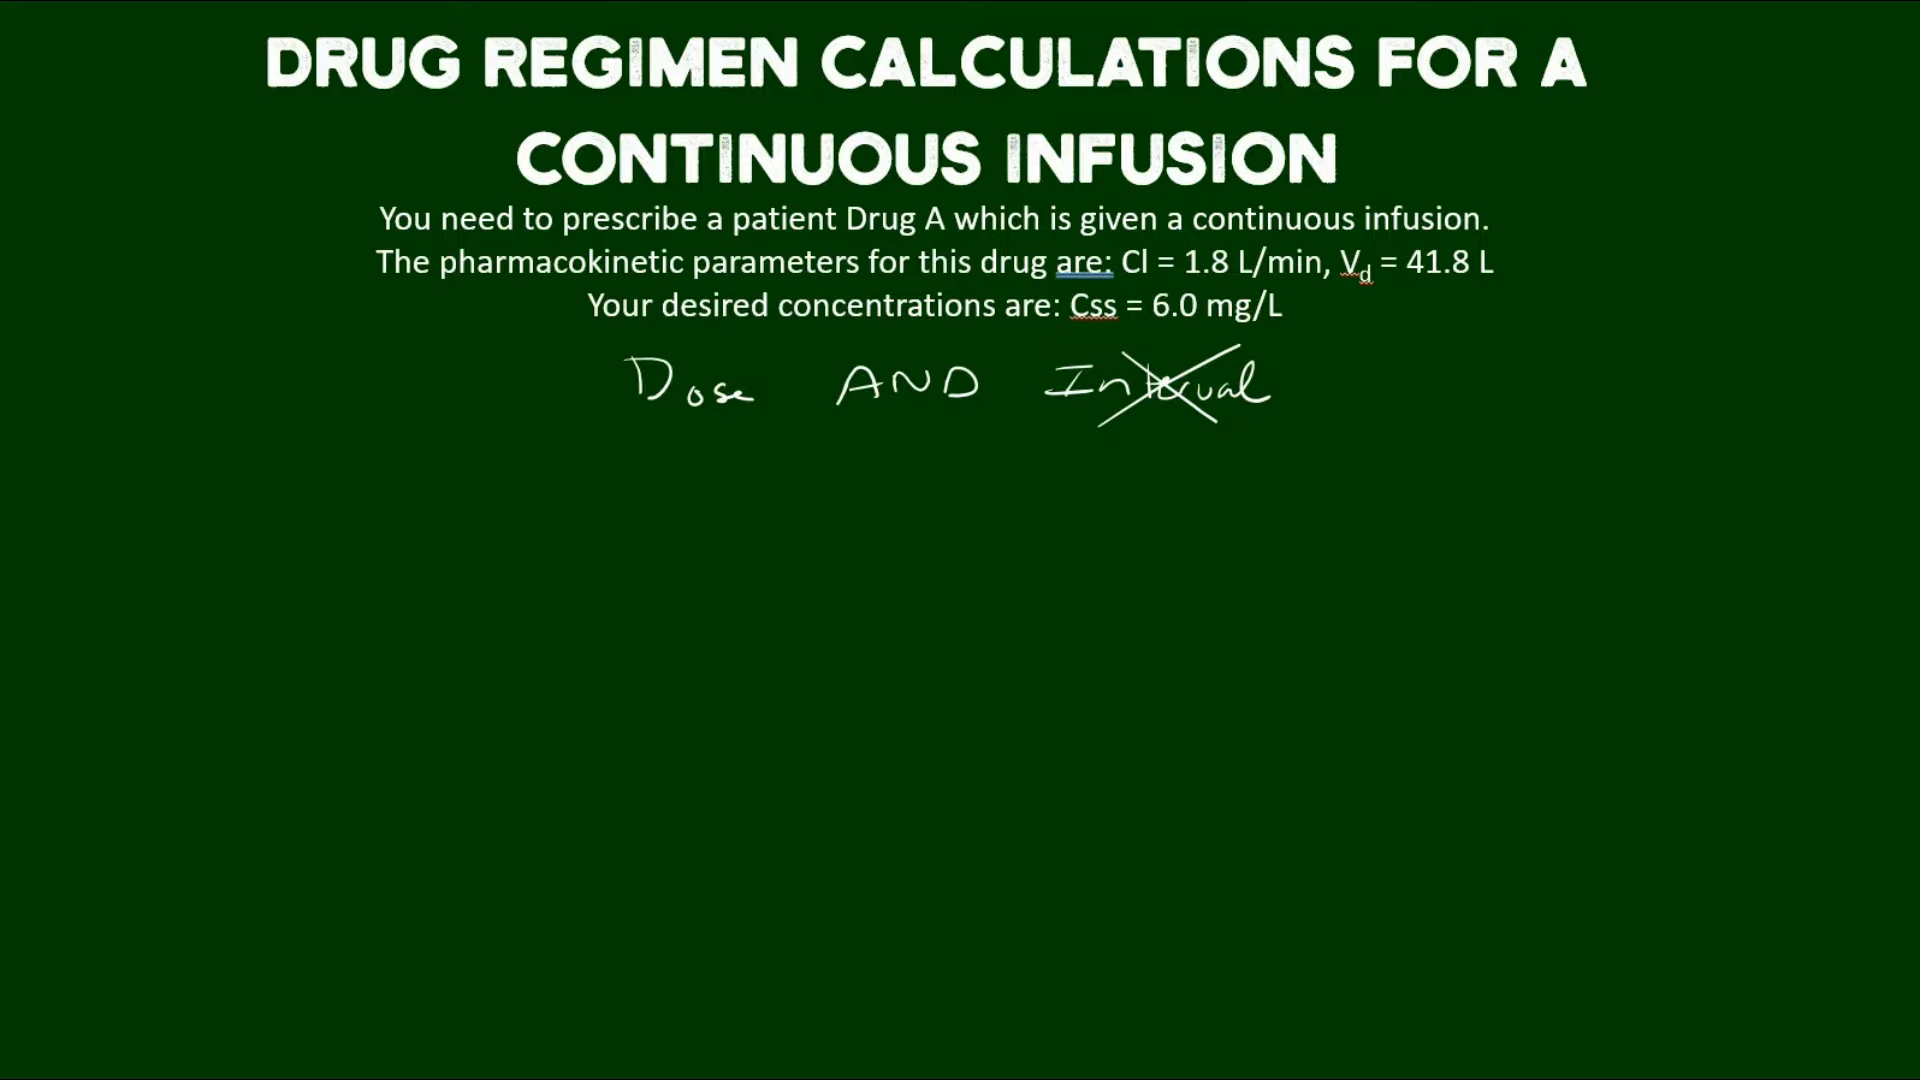 DRUG REGIMEN CALCULATIONS FOR A
CONTINUOUS INFUSION
You need to prescribe a patient Drug A which is given a continuous infusion.
The pharmacokinetic parameters for this drug are: Cl = 1.8 L/min, Vd = 41.8 L
Your desired concentrations are: Css = 6.0 mg/L
Dose AND Interval